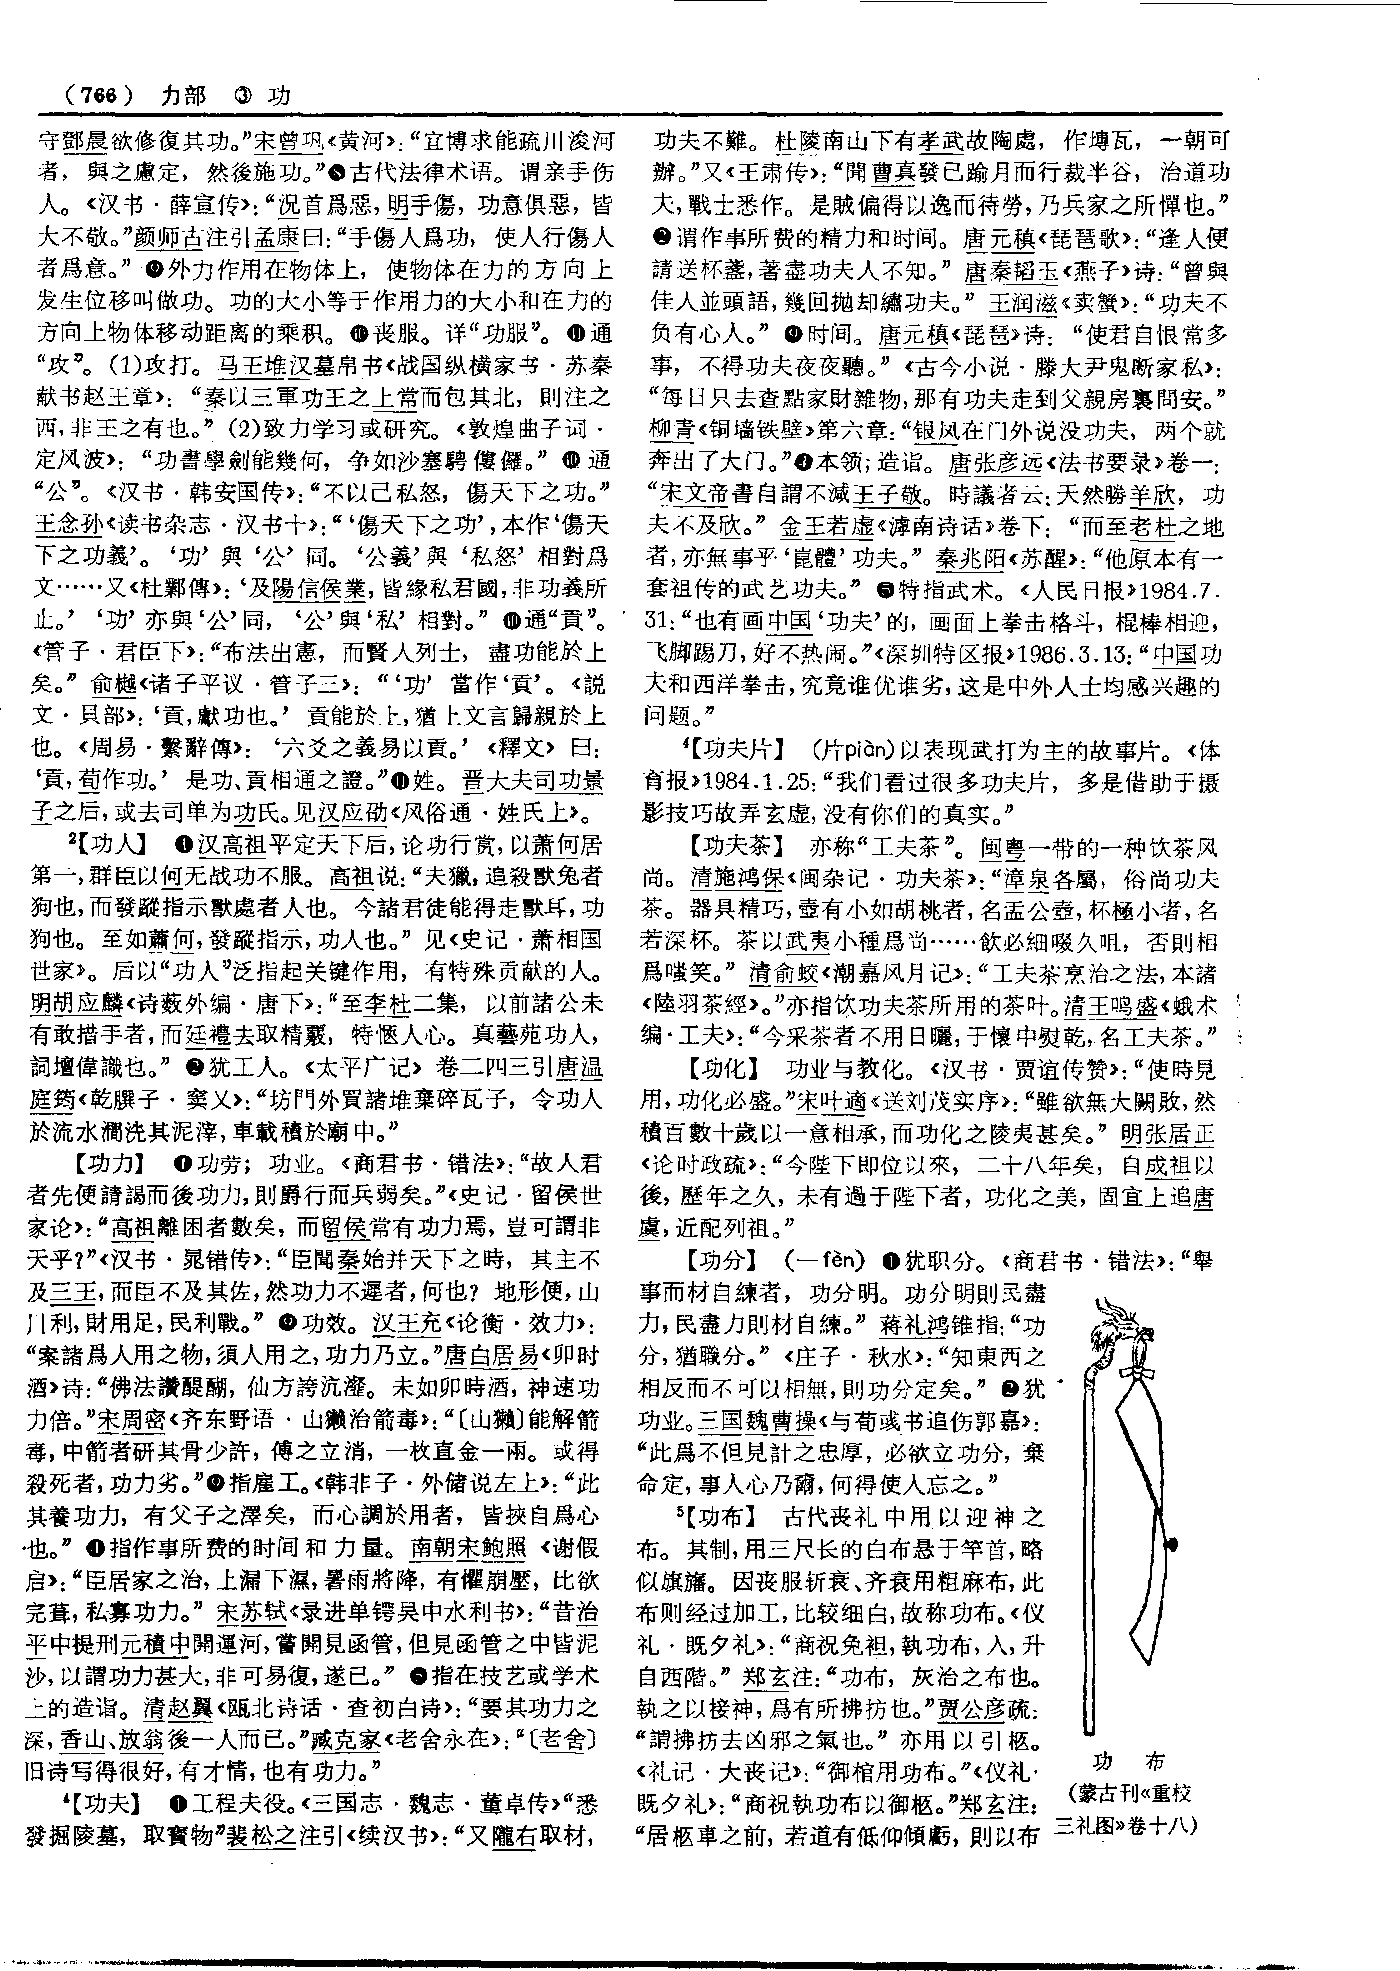 （766） 力部 ③ 功
守鄧晨欲修復其功。”宋曾巩《黄河》：“宜博求能疏川浚河
者，與之慮定，然後施功。”❽古代法律术语。谓亲手伤
人。《汉书·薛宣传》：“况首爲惡，明手傷，功意俱惡，皆
大不敬。”颜师古注引孟康曰：“手傷人爲功，使人行傷人
者爲意。”❾外力作用在物体上，使物体在力的方向上
发生位移叫做功。功的大小等于作用力的大小和在力的
方向上物体移动距离的乘积。❿丧服。详“功服”。⓫通
“攻”。(1)攻打。马王堆汉墓帛书《战国纵横家书·苏秦
献书赵王章》：“秦以三軍功王之上常而包其北，則注之
西，非王之有也。”(2)致力学习或研究。《敦煌曲子词·
定风波》：“功書學劍能幾何，争如沙塞騁僂儸。”⓬通
“公”。《汉书·韩安国传》：“不以己私怒，傷天下之功。”
王念孙《读书杂志·汉书十》：“‘傷天下之功’，本作‘傷天
下之功義’。‘功’與‘公’同。‘公義’與‘私怒’相對爲
文……又《杜鄴傳》：‘及陽信侯業，皆緣私君國，非功義所
止。’‘功’亦與‘公’同，‘公’與‘私’相對。”⓭通“貢”。
《管子·君臣下》：“布法出憲，而賢人列士，盡功能於上
矣。”俞樾《诸子平议·管子三》：“‘功’當作‘貢’。《説
文·貝部》：‘貢，獻功也。’貢能於上，猶上文言歸親於上
也。《周易·繫辭傳》：‘六爻之義易以貢。’《釋文》曰：
‘貢，荀作功。’是功、貢相通之證。”⓮姓。晋大夫司功景
子之后，或去司单为功氏。见汉应劭《风俗通·姓氏上》。
²【功人】 ❶汉高祖平定天下后，论功行赏，以萧何居
第一，群臣以何无战功不服。高祖说：“夫獵，追殺獸兔者
狗也，而發蹤指示獸處者人也。今諸君徒能得走獸耳，功
狗也。至如蕭何，發蹤指示，功人也。”见《史记·萧相国
世家》。后以“功人”泛指起关键作用，有特殊贡献的人。
明胡应麟《诗薮外编·唐下》：“至李杜二集，以前諸公未
有敢措手者，而廷禮去取精覈，特愜人心。真藝苑功人，
詞壇偉識也。”❷犹工人。《太平广记》卷二四三引唐温
庭筠《乾𦠆子·窦乂》：“坊門外買諸堆棄碎瓦子，令功人
於流水澗洗其泥滓，車載積於廟中。”
【功力】 ❶功劳；功业。《商君书·错法》：“故人君
者先便請謁而後功力，則爵行而兵弱矣。”《史记·留侯世
家论》：“高祖離困者數矣，而留侯常有功力焉，豈可謂非
天乎？”《汉书·晁错传》：“臣聞秦始并天下之時，其主不
及三王，而臣不及其佐，然功力不遲者，何也？地形便，山
川利，財用足，民利戰。”❷功效。汉王充《论衡·效力》：
“案諸爲人用之物，須人用之，功力乃立。”唐白居易《卯时
酒》诗：“佛法讚醍醐，仙方誇沆瀣。未如卯時酒，神速功
力倍。”宋周密《齐东野语·山獭治箭毒》：“〔山獺〕能解箭
毒，中箭者研其骨少許，傅之立消，一枚直金一兩。或得
殺死者，功力劣。”❸指雇工。《韩非子·外储说左上》：“此
其養功力，有父子之澤矣，而心調於用者，皆挾自爲心
也。”❹指作事所费的时间和力量。南朝宋鲍照《谢假
启》：“臣居家之治，上漏下濕，暑雨將降，有懼崩壓，比欲
完葺，私寡功力。”宋苏轼《录进单锷吴中水利书》：“昔治
平中提刑元積中開運河，嘗開見函管，但見函管之中皆泥
沙，以謂功力甚大，非可易復，遂已。”❺指在技艺或学术
上的造诣。清赵翼《瓯北诗话·查初白诗》：“要其功力之
深，香山、放翁後一人而已。”臧克家《老舍永在》：“〔老舍〕
旧诗写得很好，有才情，也有功力。”
⁴【功夫】 ❶工程夫役。《三国志·魏志·董卓传》“悉
發掘陵墓，取寶物”裴松之注引《续汉书》：“又隴右取材，
功夫不難。杜陵南山下有孝武故陶處，作塼瓦，一朝可
辦。”又《王肃传》：“聞曹真發已踰月而行裁半谷，治道功
夫，戰士悉作。是賊偏得以逸而待勞，乃兵家之所憚也。”
❷谓作事所费的精力和时间。唐元稹《琵琶歌》：“逢人便
請送杯盞，著盡功夫人不知。”唐秦韬玉《燕子》诗：“曾與
佳人並頭語，幾回抛却繡功夫。”王润滋《卖蟹》：“功夫不
负有心人。”❸时间。唐元稹《琵琶》诗：“使君自恨常多
事，不得功夫夜夜聽。”《古今小说·滕大尹鬼断家私》：
“每日只去查點家財雜物，那有功夫走到父親房裏問安。”
柳青《铜墙铁壁》第六章：“银凤在门外说没功夫，两个就
奔出了大门。”❹本领；造诣。唐张彦远《法书要录》卷一：
“宋文帝書自謂不減王子敬。時議者云：天然勝羊欣，功
夫不及欣。”金王若虚《滹南诗话》卷下：“而至老杜之地
者，亦無事乎‘崑體’功夫。”秦兆阳《苏醒》：“他原本有一
套祖传的武艺功夫。”❺特指武术。《人民日报》1984.7.
31：“也有画中国‘功夫’的，画面上拳击格斗，棍棒相迎，
飞脚踢刀，好不热闹。”《深圳特区报》1986.3.13：“中国功
夫和西洋拳击，究竟谁优谁劣，这是中外人士均感兴趣的
问题。”
⁴【功夫片】 （片piàn）以表现武打为主的故事片。《体
育报》1984.1.25：“我们看过很多功夫片，多是借助于摄
影技巧故弄玄虚，没有你们的真实。”
【功夫茶】 亦称“工夫茶”。闽粤一带的一种饮茶风
尚。清施鸿保《闽杂记·功夫茶》：“漳泉各屬，俗尚功夫
茶。器具精巧，壺有小如胡桃者，名孟公壺，杯極小者，名
若深杯。茶以武夷小種爲尚……飲必細啜久咀，否則相
爲嗤笑。”清俞蛟《潮嘉风月记》：“工夫茶烹治之法，本諸
《陸羽茶經》。”亦指饮功夫茶所用的茶叶。清王鸣盛《蛾术
编·工夫》：“今采茶者不用日曬，于懷中熨乾，名工夫茶。”
【功化】 功业与教化。《汉书·贾谊传赞》：“使時見
用，功化必盛。”宋叶適《送刘茂实序》：“雖欲無大闕敗，然
積百數十歲以一意相承，而功化之陵夷甚矣。”明张居正
《论时政疏》：“今陛下即位以來，二十八年矣，自成祖以
後，歷年之久，未有過于陛下者，功化之美，固宜上追唐
虞，近配列祖。”
【功分】 （—fèn）❶犹职分。《商君书·错法》：“舉
事而材自練者，功分明。功分明則民盡
力，民盡力則材自練。”蒋礼鸿锥指：“功
分，猶職分。”《庄子·秋水》：“知東西之
相反而不可以相無，則功分定矣。”❷犹
功业。三国魏曹操《与荀彧书追伤郭嘉》：
“此爲不但見計之忠厚，必欲立功分，棄
命定，事人心乃爾，何得使人忘之。”
⁵【功布】 古代丧礼中用以迎神之
布。其制，用三尺长的白布悬于竿首，略
似旗旛。因丧服斩衰、齐衰用粗麻布，此
布则经过加工，比较细白，故称功布。《仪
礼·既夕礼》：“商祝免袒，執功布，入，升
自西階。”郑玄注：“功布，灰治之布也。
執之以接神，爲有所拂扐也。”贾公彦疏：
“謂拂扐去凶邪之氣也。”亦用以引柩。
《礼记·大丧记》：“御棺用功布。”《仪礼·
既夕礼》：“商祝執功布以御柩。”郑玄注：
“居柩車之前，若道有低仰傾虧，則以布
功 布
（蒙古刊《重校
三礼图》卷十八）